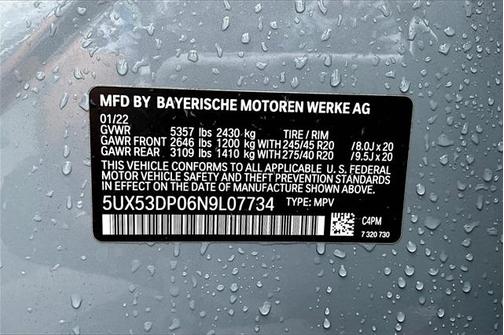 MFD BY BAYERISCHE MOTOREN WERKE AG
01/22
GVWR 5357 lbs 2430 kg TIRE / RIM
GAWR FRONT 2646 lbs 1200 kg WITH 245/45 R20 /8.0J x 20
GAWR REAR 3109 lbs 1410 kg WITH 275/40 R20 /9.5J x 20
THIS VEHICLE CONFORMS TO ALL APPLICABLE U. S. FEDERAL
MOTOR VEHICLE SAFETY AND THEFT PREVENTION STANDARDS
IN EFFECT ON THE DATE OF MANUFACTURE SHOWN ABOVE.
5UX53DP06N9L07734 TYPE: MPV
C4PM
7 320 730